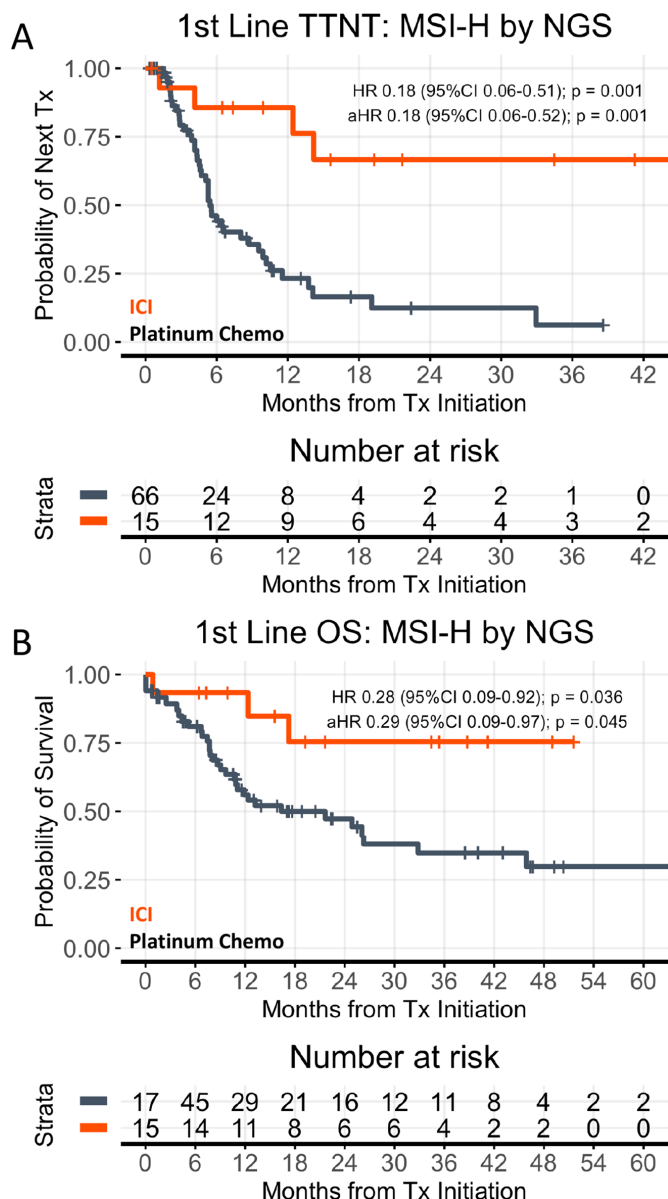 A
1st Line TTNT: MSI-H by NGS
HR 0.18 (95%CI 0.06-0.51); p = 0.001
aHR 0.18 (95%CI 0.06-0.52); p = 0.001
Probability of Next Tx
1.00
0.75
0.50
0.25
0.00
ICI
Platinum Chemo
0 6 12 18 24 30 36 42
Months from Tx Initiation
Number at risk
Strata
66 24 8 4 2 2 1 0
15 12 9 6 4 4 3 2
0 6 12 18 24 30 36 42
Months from Tx Initiation
B
1st Line OS: MSI-H by NGS
HR 0.28 (95%CI 0.09-0.92); p = 0.036
aHR 0.29 (95%CI 0.09-0.97); p = 0.045
Probability of Survival
1.00
0.75
0.50
0.25
0.00
ICI
Platinum Chemo
0 6 12 18 24 30 36 42 48 54 60
Months from Tx Initiation
Number at risk
Strata
17 45 29 21 16 12 11 8 4 2 2
15 14 11 8 6 6 4 2 2 0 0
0 6 12 18 24 30 36 42 48 54 60
Months from Tx Initiation